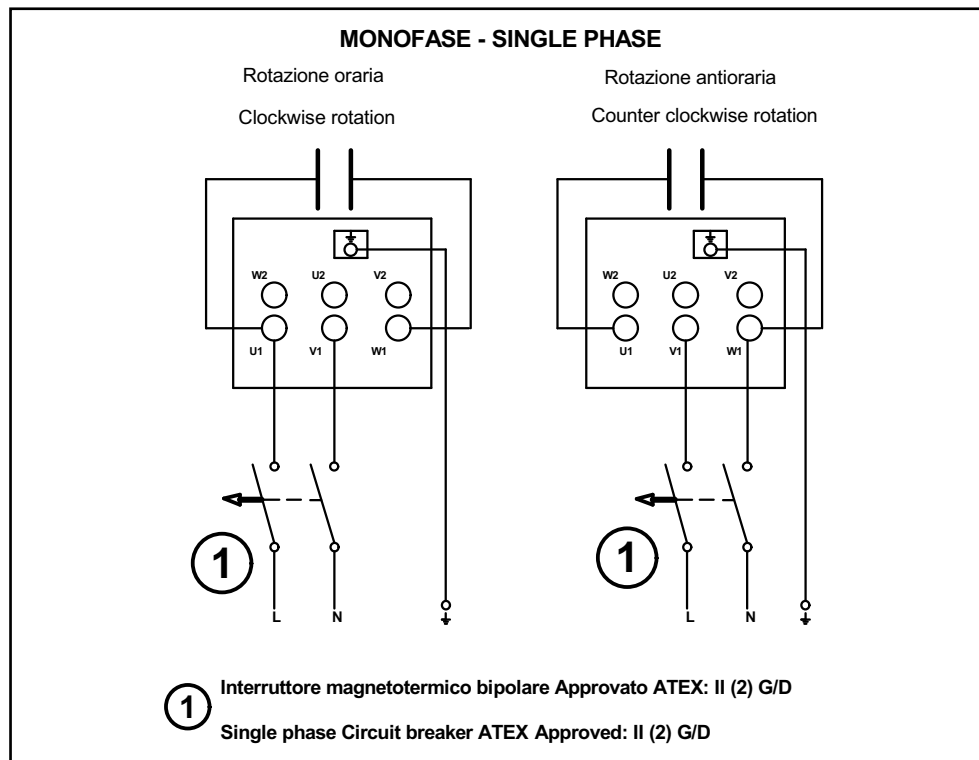 MONOFASE - SINGLE PHASE
Rotazione oraria
Clockwise rotation
W2 U2 V2
U1 V1 W1
1
L N
Rotazione antioraria
Counter clockwise rotation
W2 U2 V2
U1 V1 W1
1
L N
1
Interruttore magnetotermico bipolare Approvato ATEX: II (2) G/D
Single phase Circuit breaker ATEX Approved: II (2) G/D